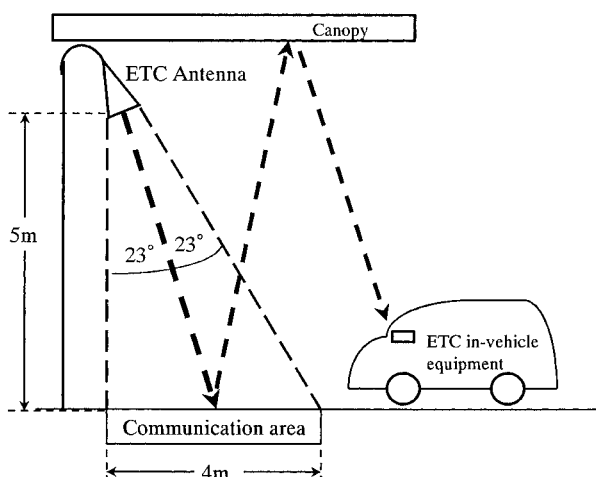 Canopy
ETC Antenna
5m
23° 23°
ETC in-vehicle
equipment
Communication area
4m